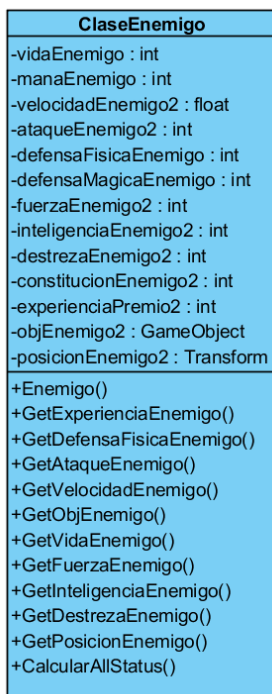 ClaseEnemigo
-vidaEnemigo : int
-manaEnemigo : int
-velocidadEnemigo2 : float
-ataqueEnemigo2 : int
-defensaFisicaEnemigo : int
-defensaMagicaEnemigo : int
-fuerzaEnemigo2 : int
-inteligenciaEnemigo2 : int
-destrezaEnemigo2 : int
-constitucionEnemigo2 : int
-experienciaPremio2 : int
-objEnemigo2 : GameObject
-posicionEnemigo2 : Transform
+Enemigo()
+GetExperienciaEnemigo()
+GetDefensaFisicaEnemigo()
+GetAtaqueEnemigo()
+GetVelocidadEnemigo()
+GetObjEnemigo()
+GetVidaEnemigo()
+GetFuerzaEnemigo()
+GetInteligenciaEnemigo()
+GetDestrezaEnemigo()
+GetPosicionEnemigo()
+CalcularAllStatus()